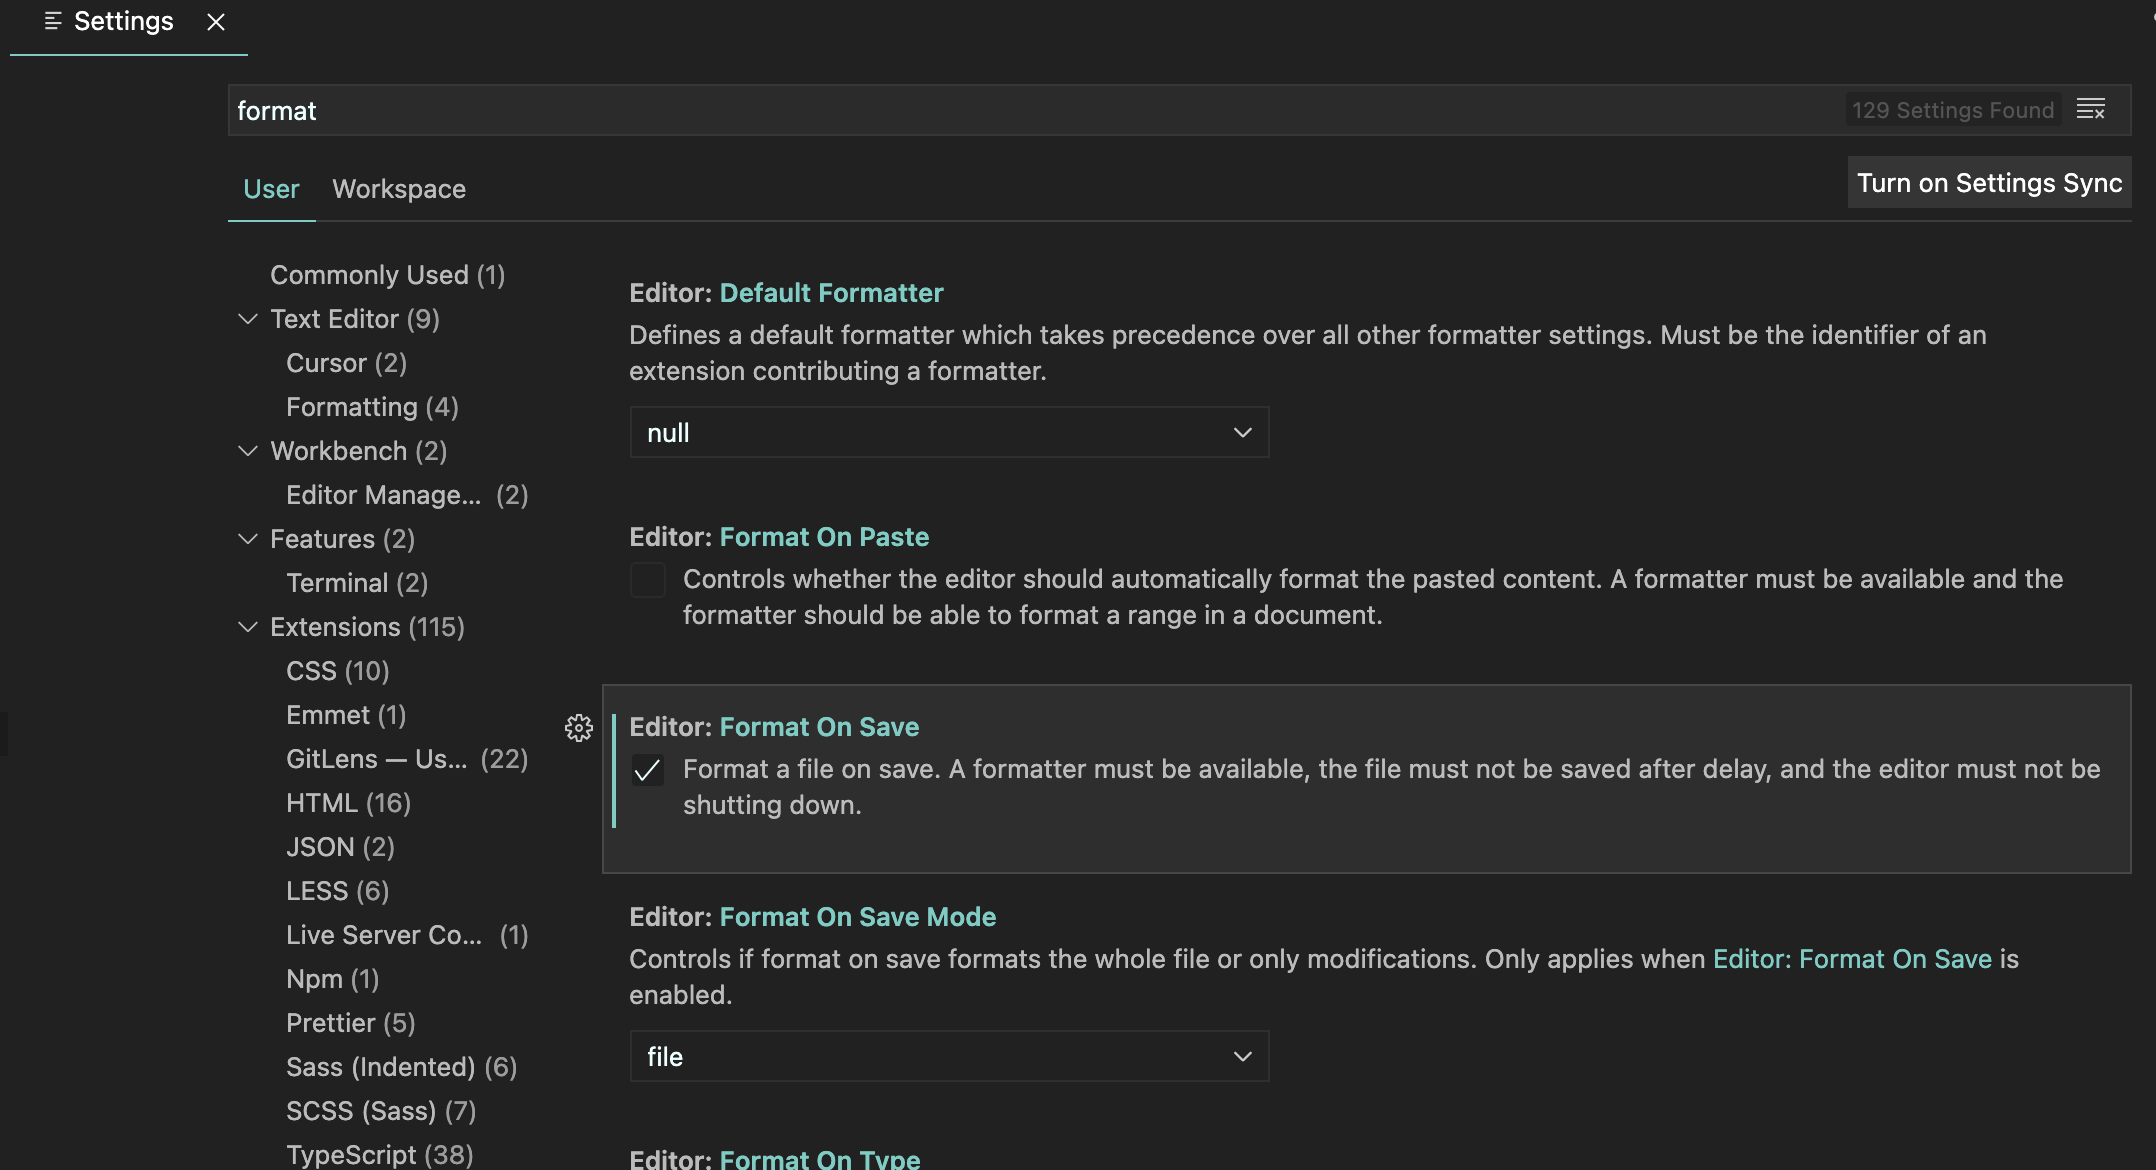 Settings
format
129 Settings Found
User Workspace
Turn on Settings Sync
Commonly Used (1)
Text Editor (9)
Cursor (2)
Formatting (4)
Workbench (2)
Editor Manage... (2)
Features (2)
Terminal (2)
Extensions (115)
CSS (10)
Emmet (1)
GitLens — Us... (22)
HTML (16)
JSON (2)
LESS (6)
Live Server Co... (1)
Npm (1)
Prettier (5)
Sass (Indented) (6)
SCSS (Sass) (7)
TypeScript (38)
Editor: Default Formatter
Defines a default formatter which takes precedence over all other formatter settings. Must be the identifier of an
extension contributing a formatter.
null
Editor: Format On Paste
Controls whether the editor should automatically format the pasted content. A formatter must be available and the
formatter should be able to format a range in a document.
Editor: Format On Save
Format a file on save. A formatter must be available, the file must not be saved after delay, and the editor must not be
shutting down.
Editor: Format On Save Mode
Controls if format on save formats the whole file or only modifications. Only applies when Editor: Format On Save is
enabled.
file
Editor: Format On Type